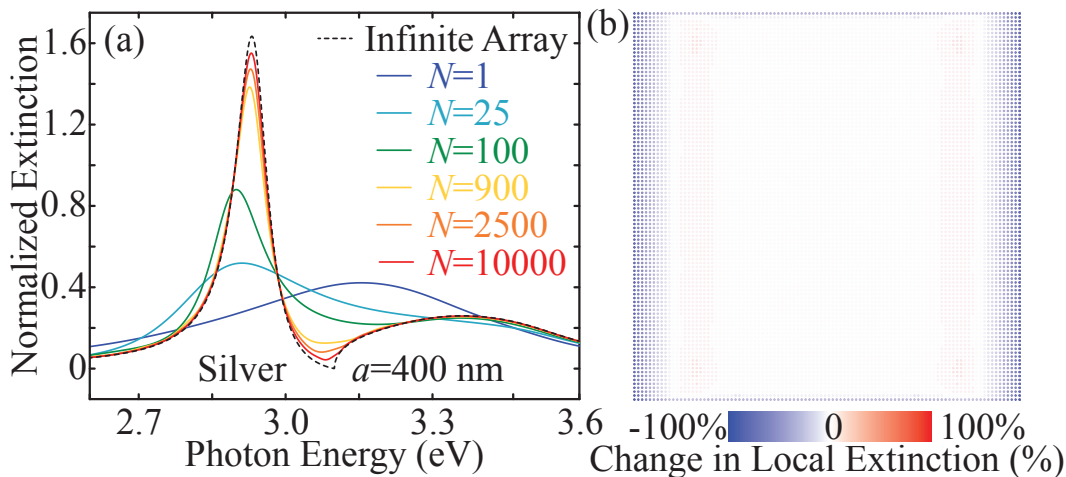 (a)
Infinite Array
N=1
N=25
N=100
N=900
N=2500
N=10000
Silver
a=400 nm
Normalized Extinction
1.6
1.2
0.8
0.4
0
2.7
3.0
3.3
3.6
Photon Energy (eV)
(b)
-100%
0
100%
Change in Local Extinction (%)